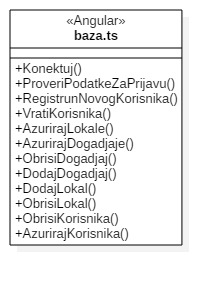 «Angular»
baza.ts
+Konektuj()
+ProveriPodatkeZaPrijavu()
+RegistrunNovogKorisnika()
+VratiKorisnika()
+AzurirajLokale()
+AzurirajDogadjaje()
+ObrisiDogadjaj()
+DodajDogadjaj()
+DodajLokal()
+ObrisiLokal()
+ObrisiKorisnika()
+AzurirajKorisnika()